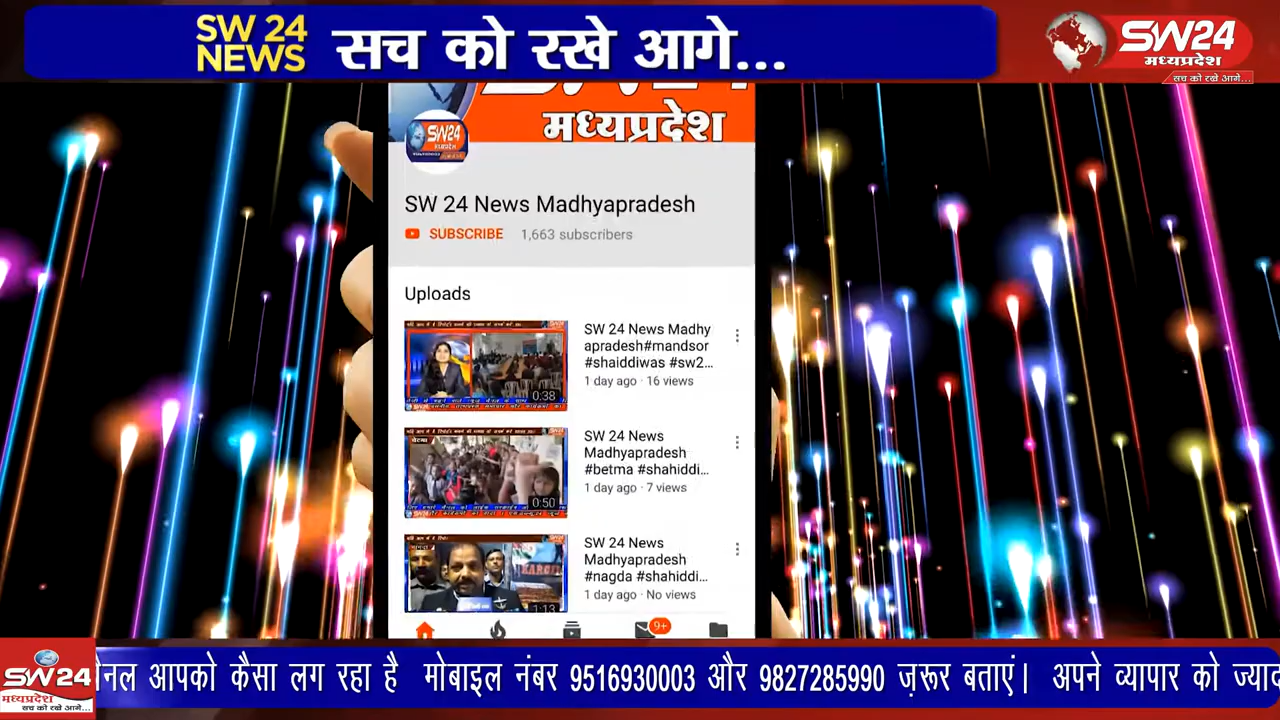 SW 24
NEWS
सच को रखे आगे...
SW24
मध्यप्रदेश
सच को रखे आगे...
मध्यप्रदेश
SW24
SW 24 News Madhyapradesh
SUBSCRIBE 1,663 subscribers
Uploads
SW 24 News Madhy
apradesh#mandsor
#shaiddiwas #sw2...
1 day ago · 16 views
0:38
SW 24 News
Madhyapradesh
#betma #shahiddi...
1 day ago · 7 views
0:50
SW 24 News
Madhyapradesh
#nagda #shahiddi...
1 day ago · No views
1:13
9+
SW24
मध्यप्रदेश
सच को रखे आगे...
नल आपको कैसा लग रहा है मोबाइल नंबर 9516930003 और 9827285990 ज़रूर बताएं। अपने व्यापार को ज्याद